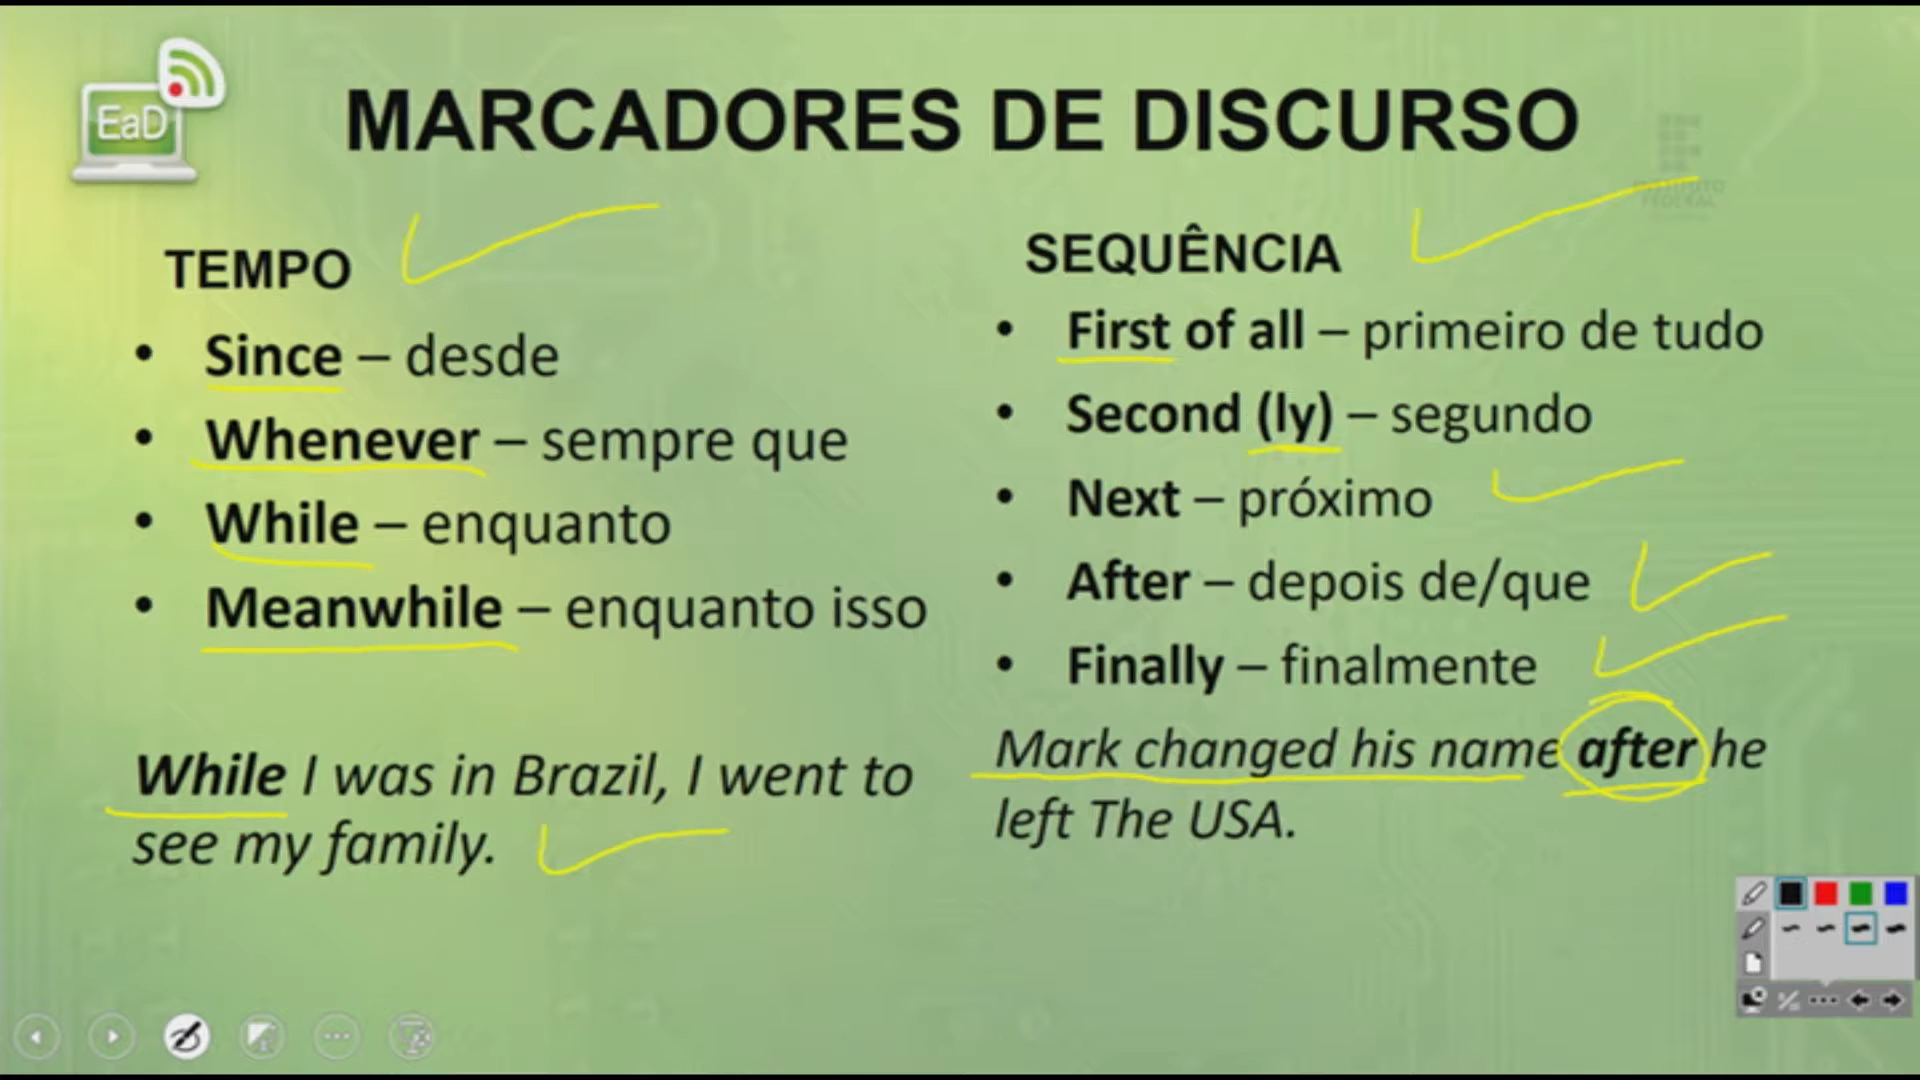 EaD
MARCADORES DE DISCURSO
INSTITUTO
FEDERAL
TEMPO
• Since – desde
• Whenever – sempre que
• While – enquanto
• Meanwhile – enquanto isso
While I was in Brazil, I went to
see my family.
SEQUÊNCIA
• First of all – primeiro de tudo
• Second (ly) – segundo
• Next – próximo
• After – depois de/que
• Finally – finalmente
Mark changed his name after he
left The USA.